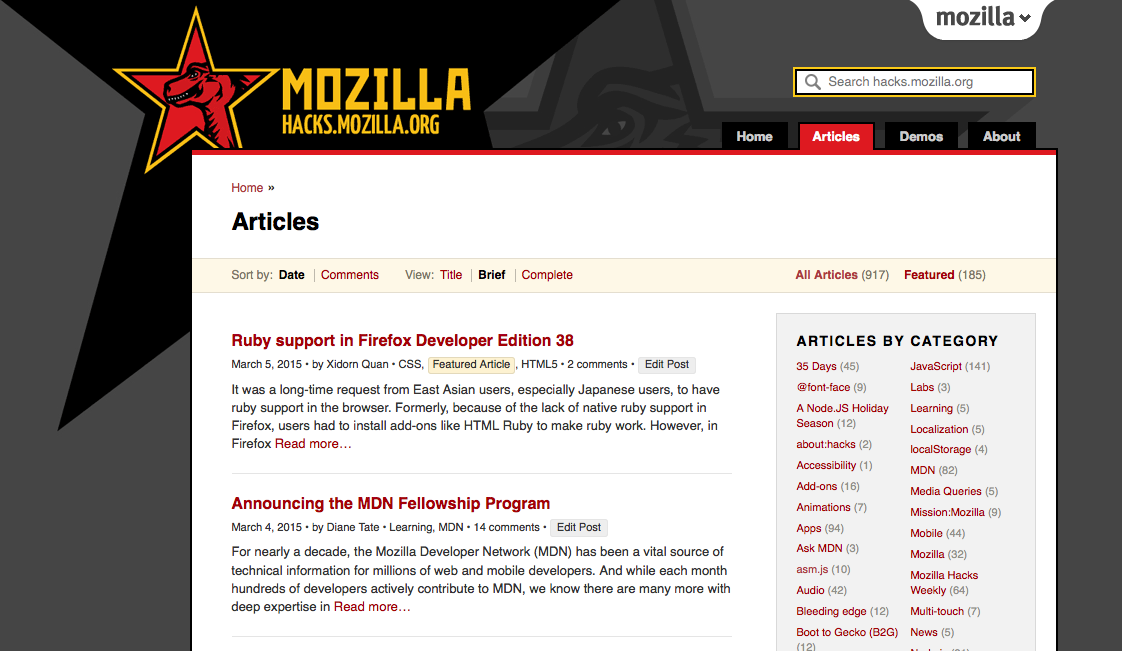 mozilla
MOZILLA
HACKS.MOZILLA.ORG
Search hacks.mozilla.org
Home
Articles
Demos
About
Home »
Articles
Sort by: Date | Comments View: Title | Brief | Complete
All Articles (917) Featured (185)
Ruby support in Firefox Developer Edition 38
March 5, 2015 • by Xidorn Quan • CSS, Featured Article, HTML5 • 2 comments • Edit Post
It was a long-time request from East Asian users, especially Japanese users, to have
ruby support in the browser. Formerly, because of the lack of native ruby support in
Firefox, users had to install add-ons like HTML Ruby to make ruby work. However, in
Firefox Read more…
Announcing the MDN Fellowship Program
March 4, 2015 • by Diane Tate • Learning, MDN • 14 comments • Edit Post
For nearly a decade, the Mozilla Developer Network (MDN) has been a vital source of
technical information for millions of web and mobile developers. And while each month
hundreds of developers actively contribute to MDN, we know there are many more with
deep expertise in Read more…
ARTICLES BY CATEGORY
35 Days (45)
@font-face (9)
A Node.JS Holiday
Season (12)
about:hacks (2)
Accessibility (1)
Add-ons (16)
Animations (7)
Apps (94)
Ask MDN (3)
asm.js (10)
Audio (42)
Bleeding edge (12)
Boot to Gecko (B2G)
(12)
JavaScript (141)
Labs (3)
Learning (5)
Localization (5)
localStorage (4)
MDN (82)
Media Queries (5)
Mission:Mozilla (9)
Mobile (44)
Mozilla (32)
Mozilla Hacks
Weekly (64)
Multi-touch (7)
News (5)